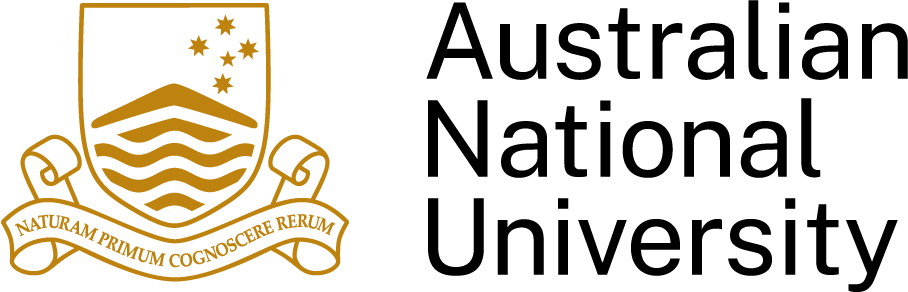 Australian
National
University
NATURAM PRIMUM COGNOSCERE RERUM